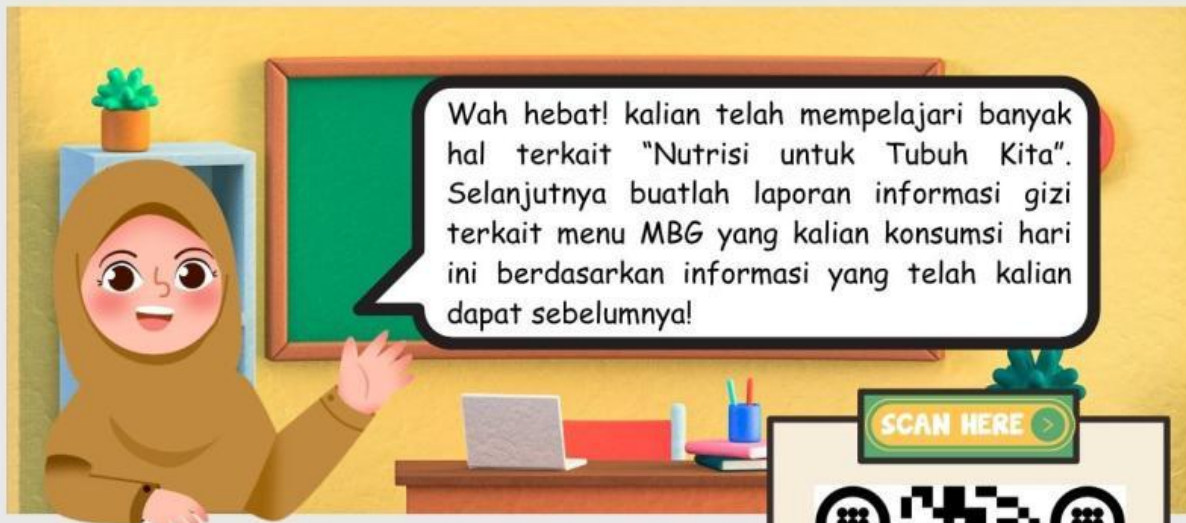 Wah hebat! kalian telah mempelajari banyak
hal terkait “Nutrisi untuk Tubuh Kita”.
Selanjutnya buatlah laporan informasi gizi
terkait menu MBG yang kalian konsumsi hari
ini berdasarkan informasi yang telah kalian
dapat sebelumnya!
SCAN HERE